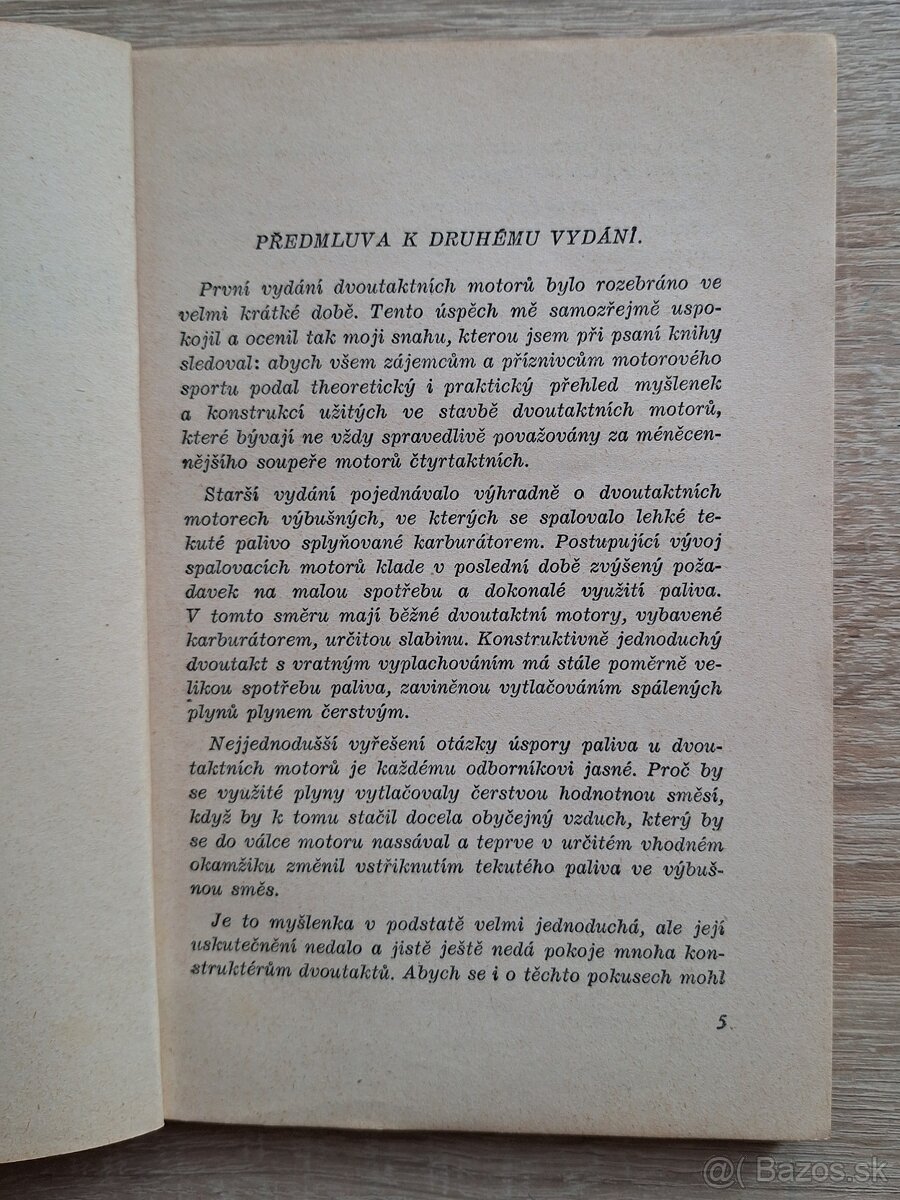 PŘEDMLUVA K DRUHÉMU VYDÁNÍ.
První vydání dvoutaktních motorů bylo rozebráno ve
velmi krátké době. Tento úspěch mě samozřejmě uspo-
kojil a ocenil tak moji snahu, kterou jsem při psaní knihy
sledoval: abych všem zájemcům a příznivcům motorového
sportu podal theoretický i praktický přehled myšlenek
a konstrukcí užitých ve stavbě dvoutaktních motorů,
které bývají ne vždy spravedlivě považovány za méněcen-
nějšího soupeře motorů čtyrtaktních.
Starší vydání pojednávalo výhradně o dvoutaktních
motorech výbušných, ve kterých se spalovalo lehké te-
kuté palivo splyňované karburátorem. Postupující vývoj
spalovacích motorů klade v poslední době zvýšený poža-
davek na malou spotřebu a dokonalé využití paliva.
V tomto směru mají běžné dvoutaktní motory, vybavené
karburátorem, určitou slabinu. Konstruktivně jednoduchý
dvoutakt s vratným vyplachováním má stále poměrně ve-
likou spotřebu paliva, zaviněnou vytlačováním spálených
plynů plynem čerstvým.
Nejjednodušší vyřešení otázky úspory paliva u dvou-
taktních motorů je každému odborníkovi jasné. Proč by
se využité plyny vytlačovaly čerstvou hodnotnou směsí,
když by k tomu stačil docela obyčejný vzduch, který by
se do válce motoru nassával a teprve v určitém vhodném
okamžiku změnil vstříknutím tekutého paliva ve výbuš-
nou směs.
Je to myšlenka v podstatě velmi jednoduchá, ale její
uskutečnění nedalo a jistě ještě nedá pokoje mnoha kon-
struktérům dvoutaktů. Abych se i o těchto pokusech mohl
5
@( Bazos.sk